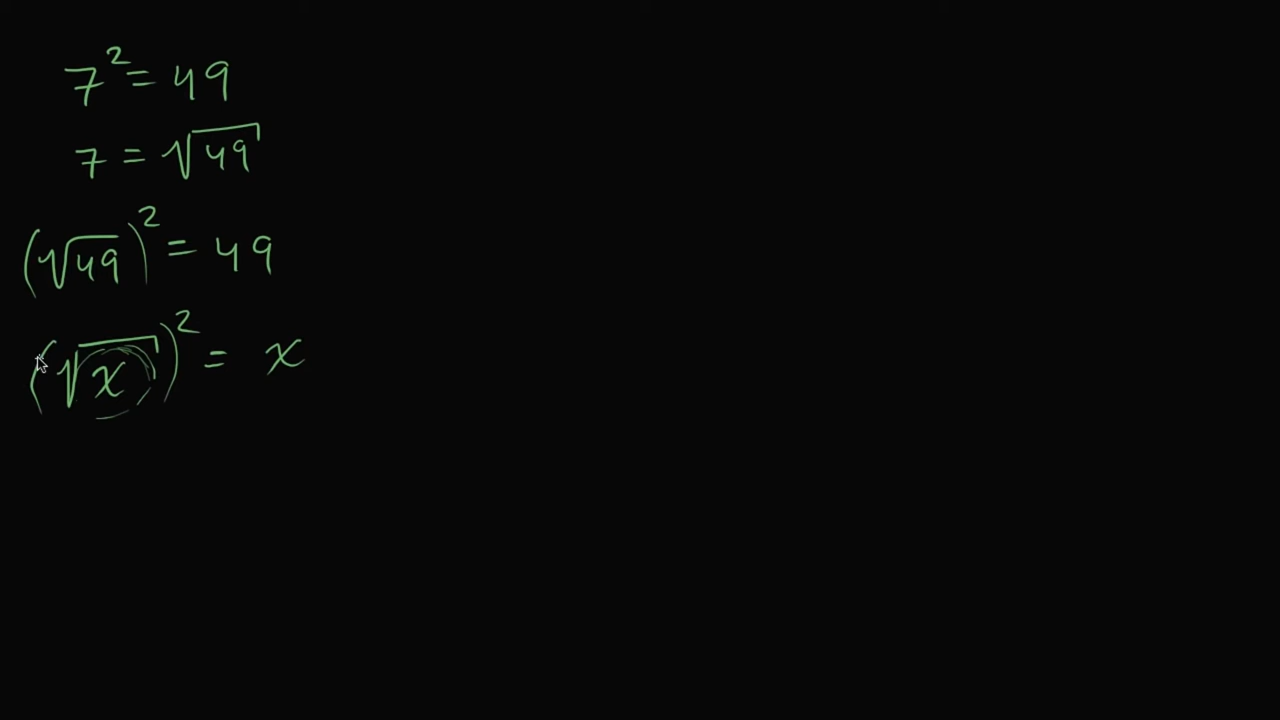 7² = 49
7 = √49
(√49)² = 49
(√x)² = x